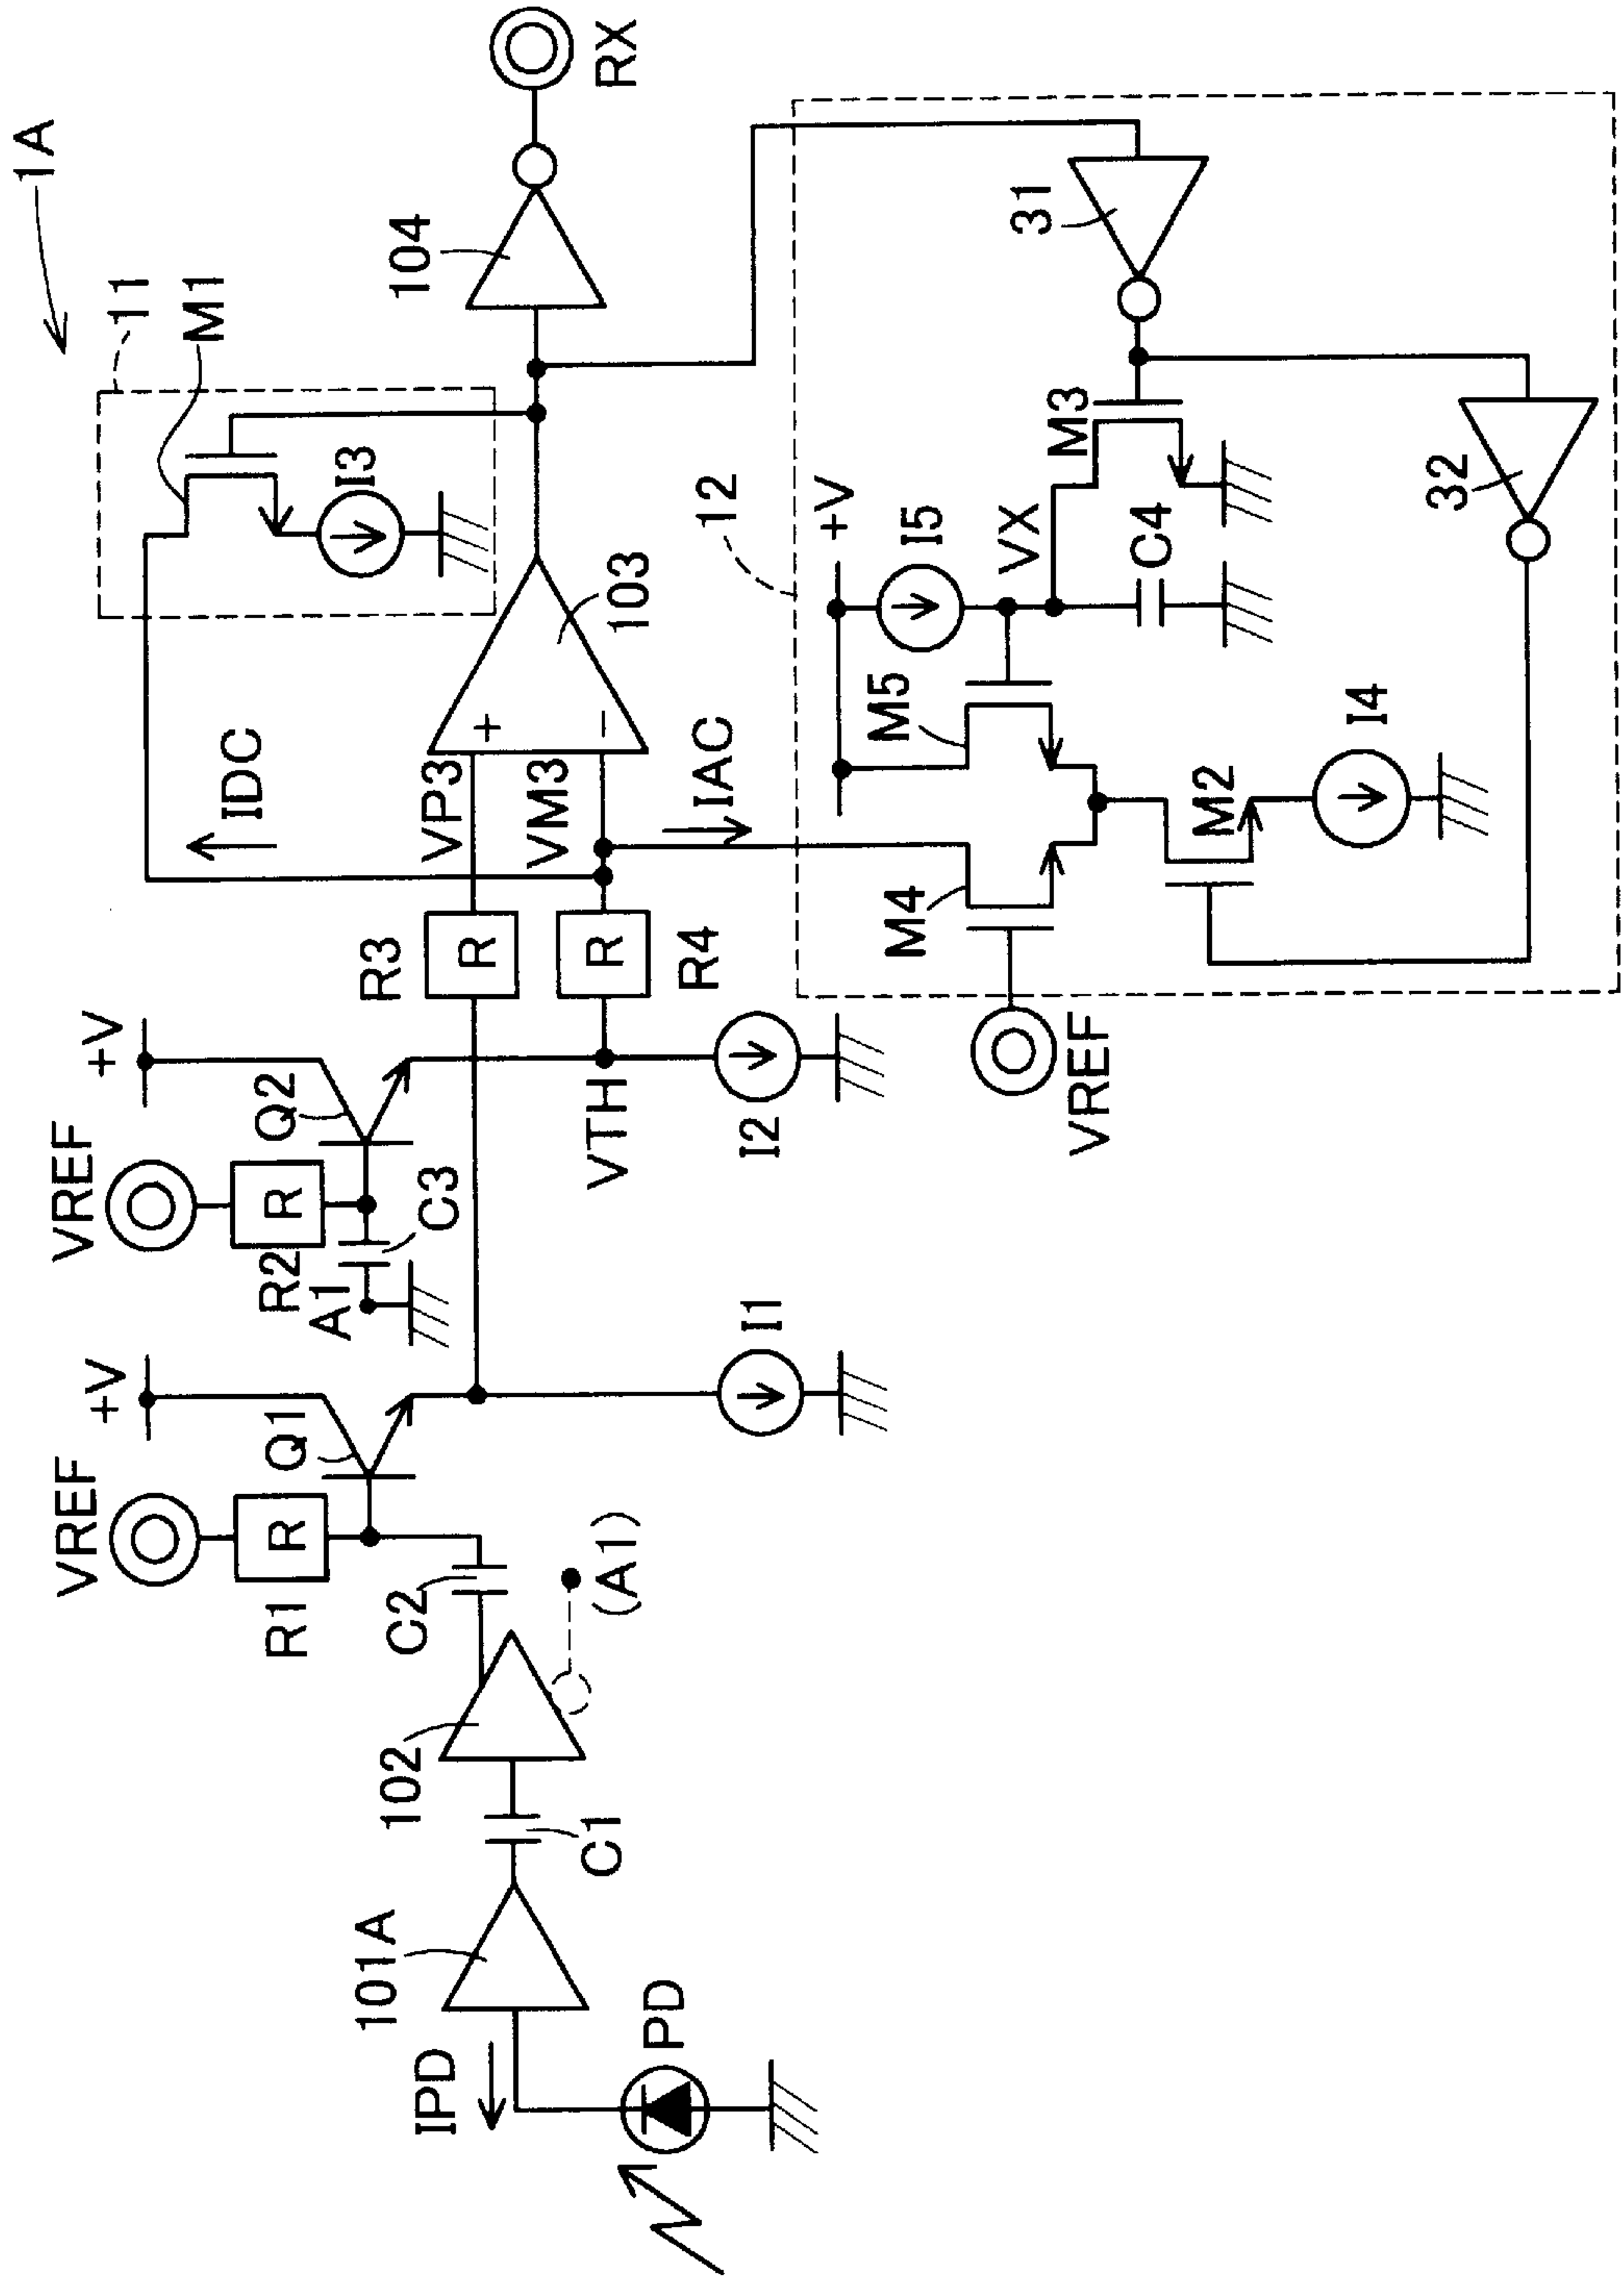 1A
11
M1
I3
IDC
104
RX
103
VP3
+
VM3
−
IAC
R3
R
R4
R
+V
Q2
VREF
R
R2
A1
C3
VTH
I2
+V
Q1
VREF
R
R1
C2
I1
(A1)
102
C1
101A
IPD
PD
12
+V
I5
M5
VX
C4
M3
31
32
M4
M2
I4
VREF